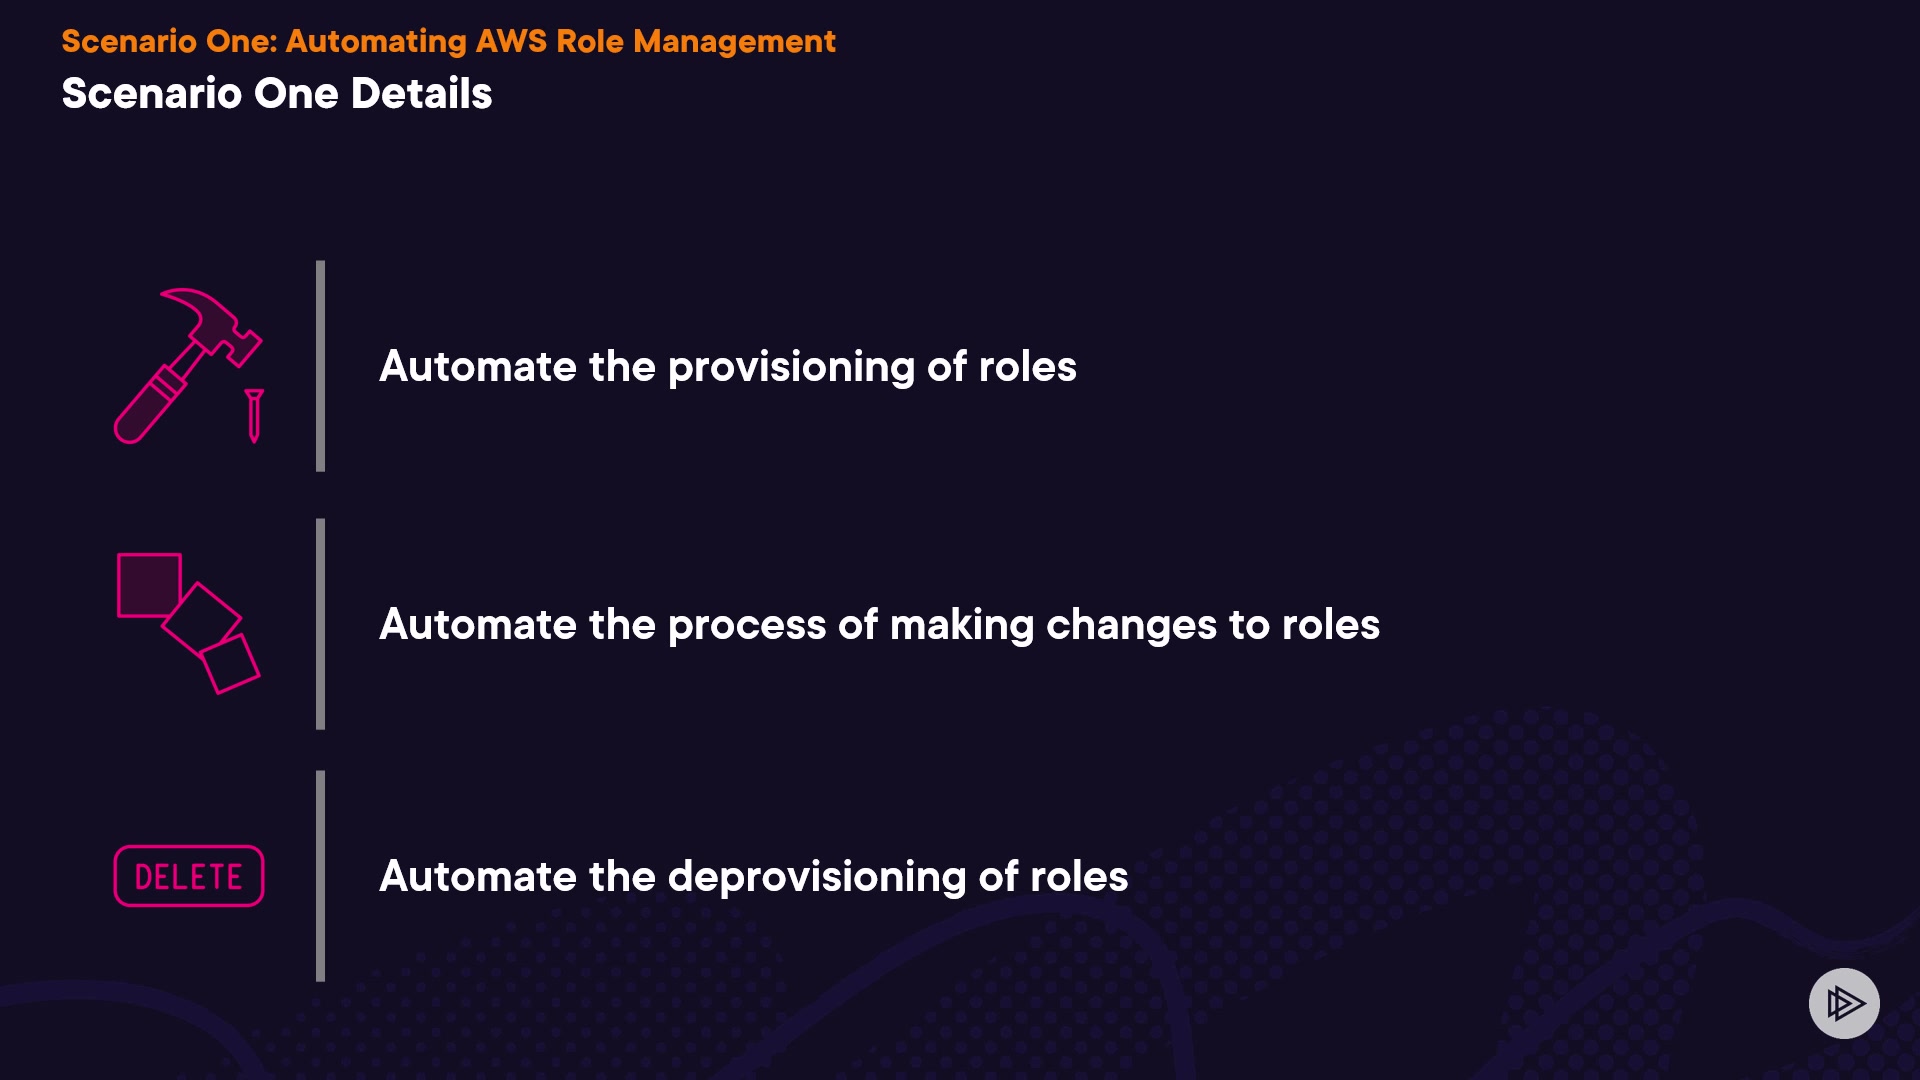 Scenario One: Automating AWS Role Management
Scenario One Details
Automate the provisioning of roles
Automate the process of making changes to roles
DELETE
Automate the deprovisioning of roles